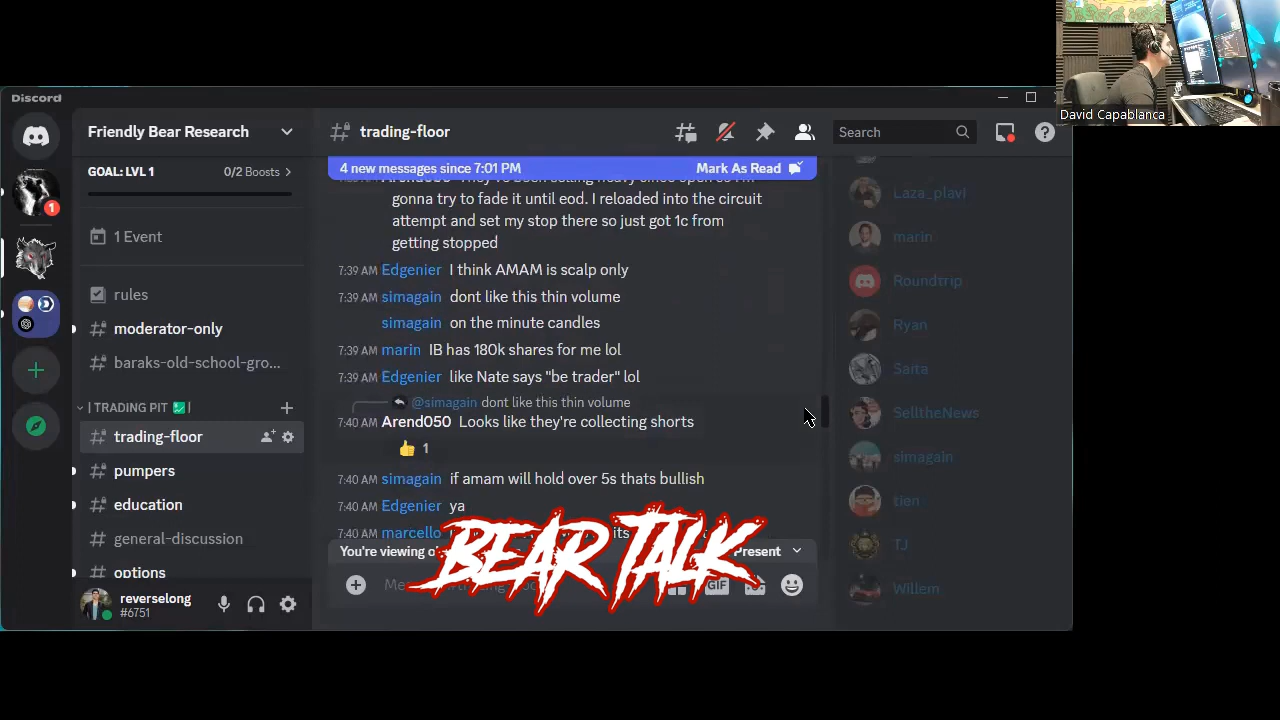 David Capablanca
Discord
Friendly Bear Research
GOAL: LVL 1
0/2 Boosts
1 Event
rules
moderator-only
baraks-old-school-gro...
| TRADING PIT
trading-floor
pumpers
education
general-discussion
options
reverselong
#6751
trading-floor
Search
4 new messages since 7:01 PM
Mark As Read
gonna try to fade it until eod. I reloaded into the circuit
attempt and set my stop there so just got 1c from
getting stopped
7:39 AM Edgenier I think AMAM is scalp only
7:39 AM simagain dont like this thin volume
simagain on the minute candles
7:39 AM marin IB has 180k shares for me lol
7:39 AM Edgenier like Nate says "be trader" lol
@simagain dont like this thin volume
7:40 AM Arend050 Looks like they're collecting shorts
1
7:40 AM simagain if amam will hold over 5s thats bullish
7:40 AM Edgenier ya
7:40 AM marcello
You're viewing
Present
GIF
BEAR TALK
Laza_plavi
marin
Roundtrip
Ryan
Saita
SelltheNews
simagain
tien
TJ
Willem